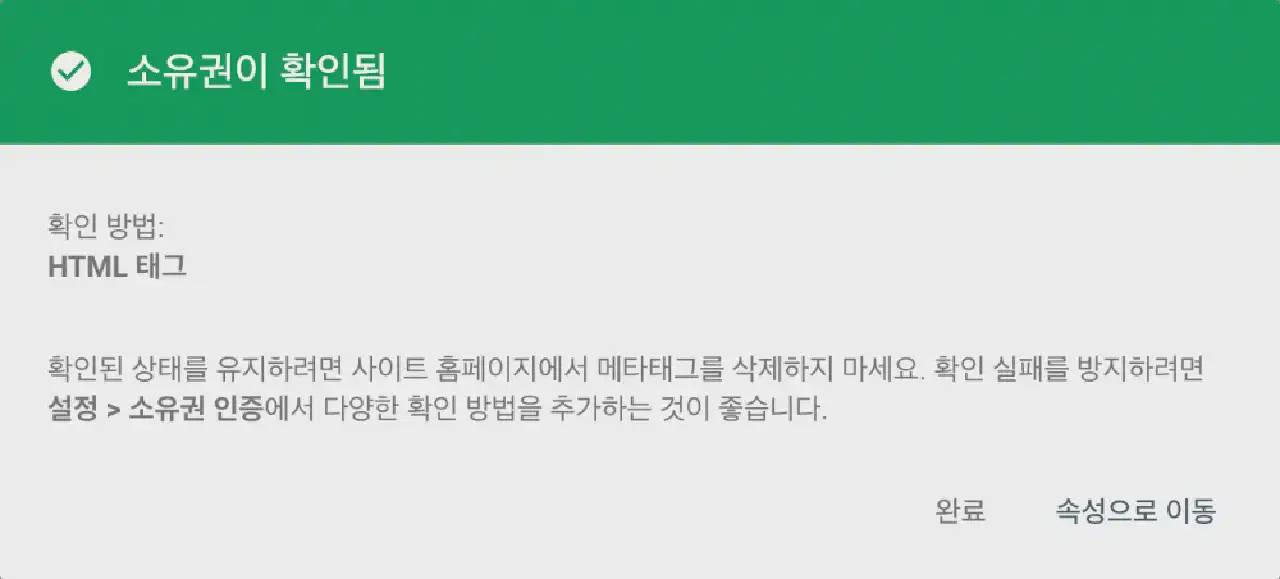 소유권이 확인됨
확인 방법:
HTML 태그
확인된 상태를 유지하려면 사이트 홈페이지에서 메타태그를 삭제하지 마세요. 확인 실패를 방지하려면
설정 > 소유권 인증에서 다양한 확인 방법을 추가하는 것이 좋습니다.
완료 속성으로 이동